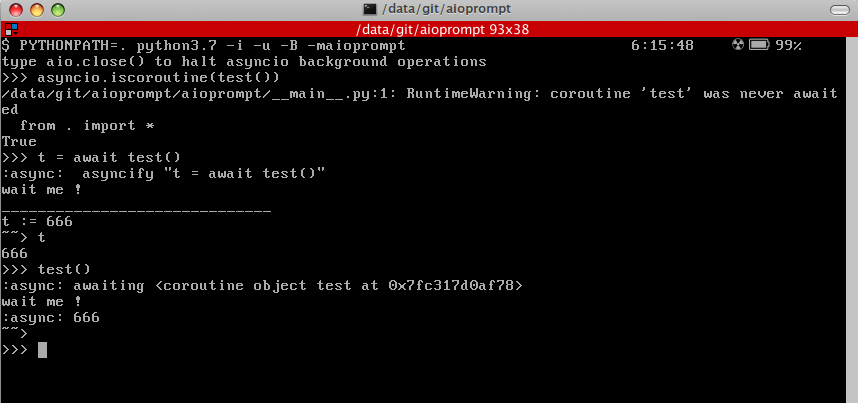 /data/git/aioprompt
/data/git/aioprompt 93x38
$ PYTHONPATH=. python3.7 -i -u -B -maioprompt 6:15:48 99%
type aio.close() to halt asyncio background operations
>>> asyncio.iscoroutine(test())
/data/git/aioprompt/aioprompt/__main__.py:1: RuntimeWarning: coroutine 'test' was never await
ed
  from . import *
True
>>> t = await test()
:async:  asyncify "t = await test()"
wait me !
______________________________
t := 666
~~> t
666
>>> test()
:async: awaiting <coroutine object test at 0x7fc317d0af78>
wait me !
:async: 666
~~>
>>>